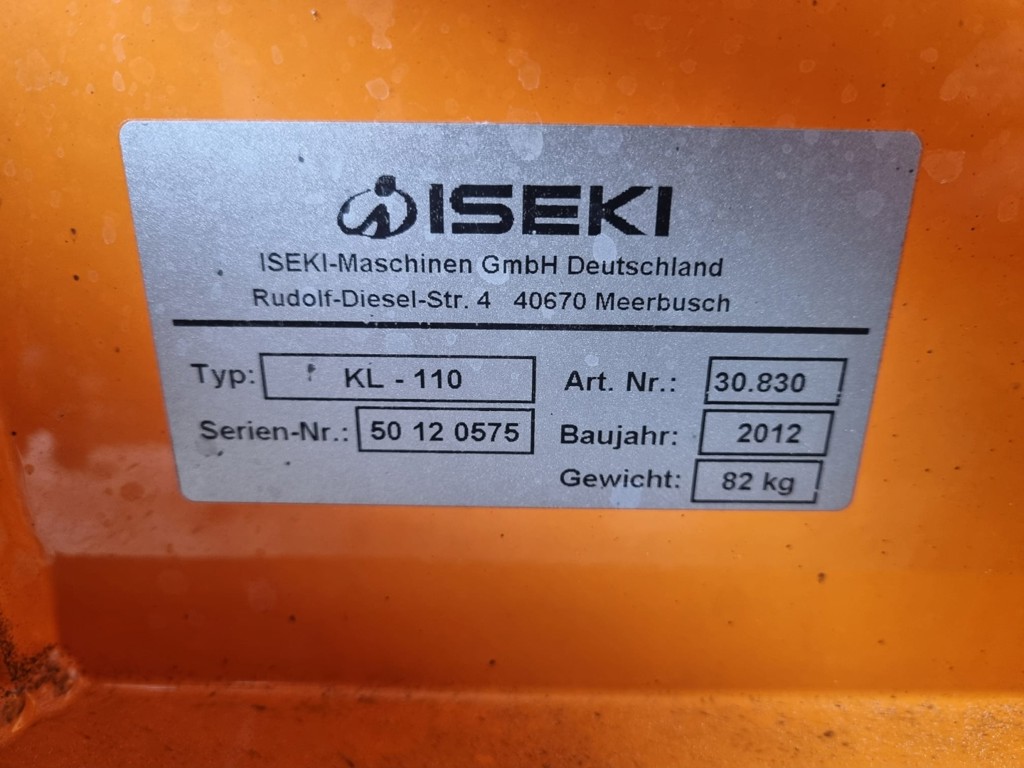 ISEKI
ISEKI-Maschinen GmbH Deutschland
Rudolf-Diesel-Str. 4 40670 Meerbusch
Typ: KL - 110 Art. Nr.: 30.830
Serien-Nr.: 50 12 0575 Baujahr: 2012
Gewicht: 82 kg